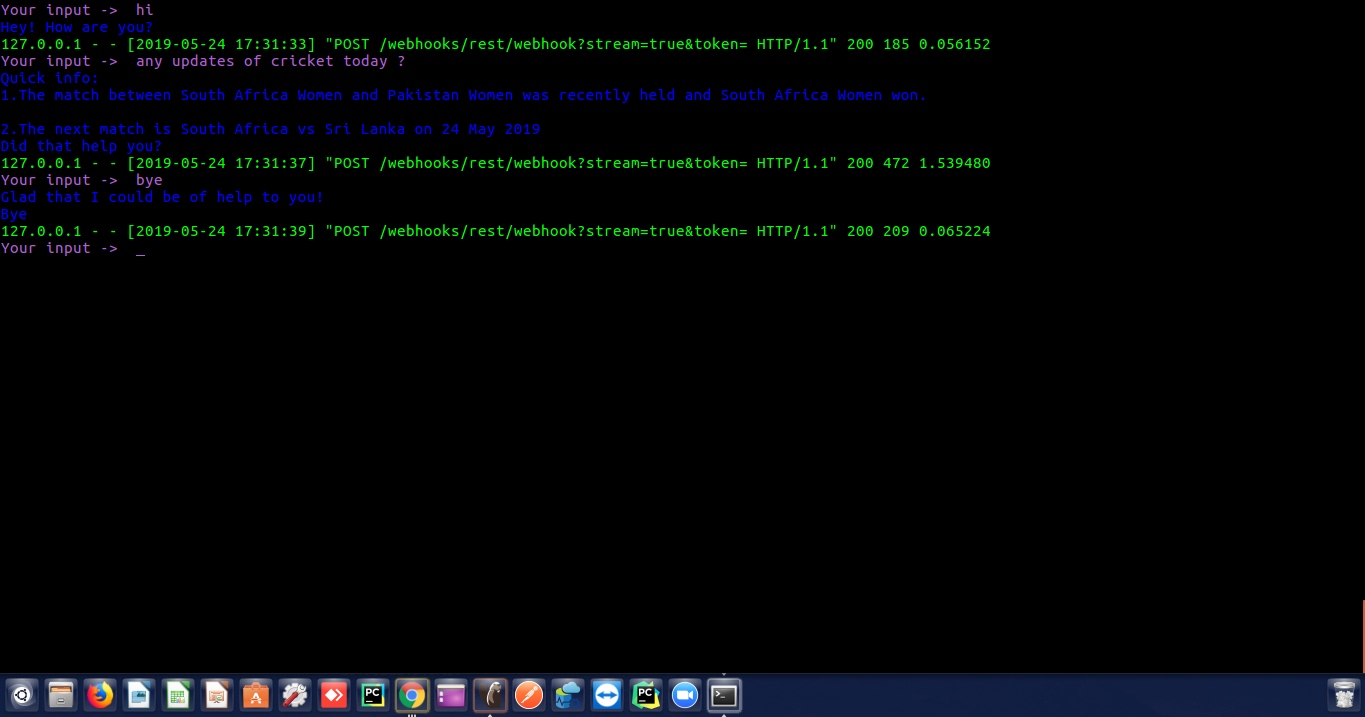 Your input ->  hi
Hey! How are you?
127.0.0.1 - - [2019-05-24 17:31:33] "POST /webhooks/rest/webhook?stream=true&token= HTTP/1.1" 200 185 0.056152
Your input ->  any updates of cricket today ?
Quick info:
1.The match between South Africa Women and Pakistan Women was recently held and South Africa Women won.
2.The next match is South Africa vs Sri Lanka on 24 May 2019
Did that help you?
127.0.0.1 - - [2019-05-24 17:31:37] "POST /webhooks/rest/webhook?stream=true&token= HTTP/1.1" 200 472 1.539480
Your input ->  bye
Glad that I could be of help to you!
Bye
127.0.0.1 - - [2019-05-24 17:31:39] "POST /webhooks/rest/webhook?stream=true&token= HTTP/1.1" 200 209 0.065224
Your input ->  _
PC
PC
>_